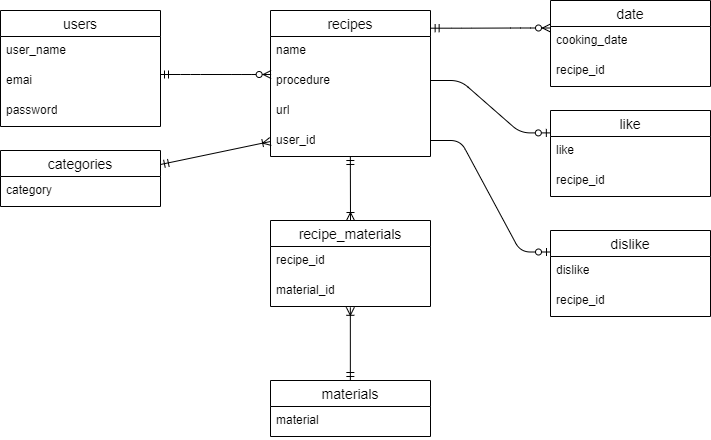 users
user_name
emai
password
categories
category
recipes
name
procedure
url
user_id
recipe_materials
recipe_id
material_id
materials
material
date
cooking_date
recipe_id
like
like
recipe_id
dislike
dislike
recipe_id